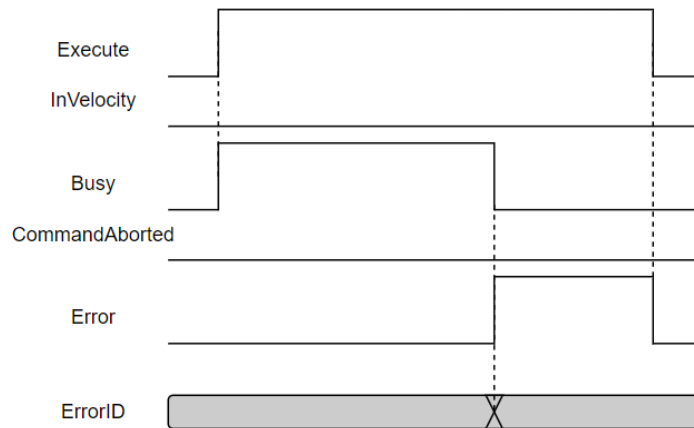 Execute
InVelocity
Busy
CommandAborted
Error
ErrorID